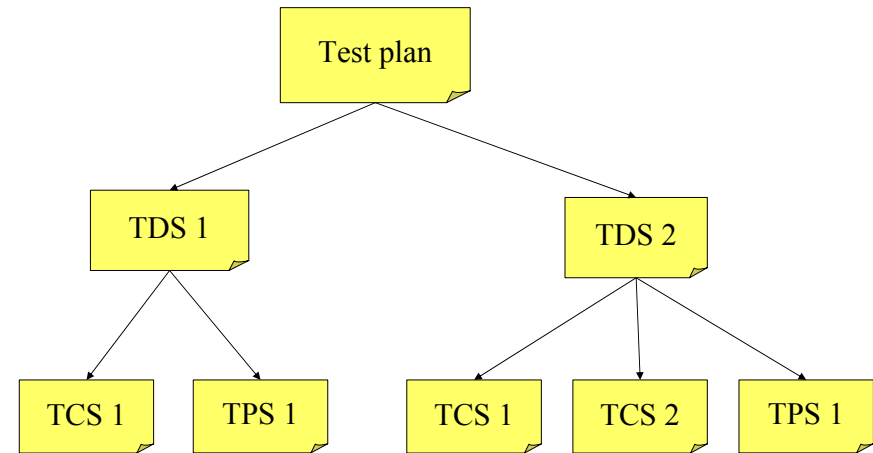 Test plan
TDS 1
TDS 2
TCS 1
TPS 1
TCS 1
TCS 2
TPS 1